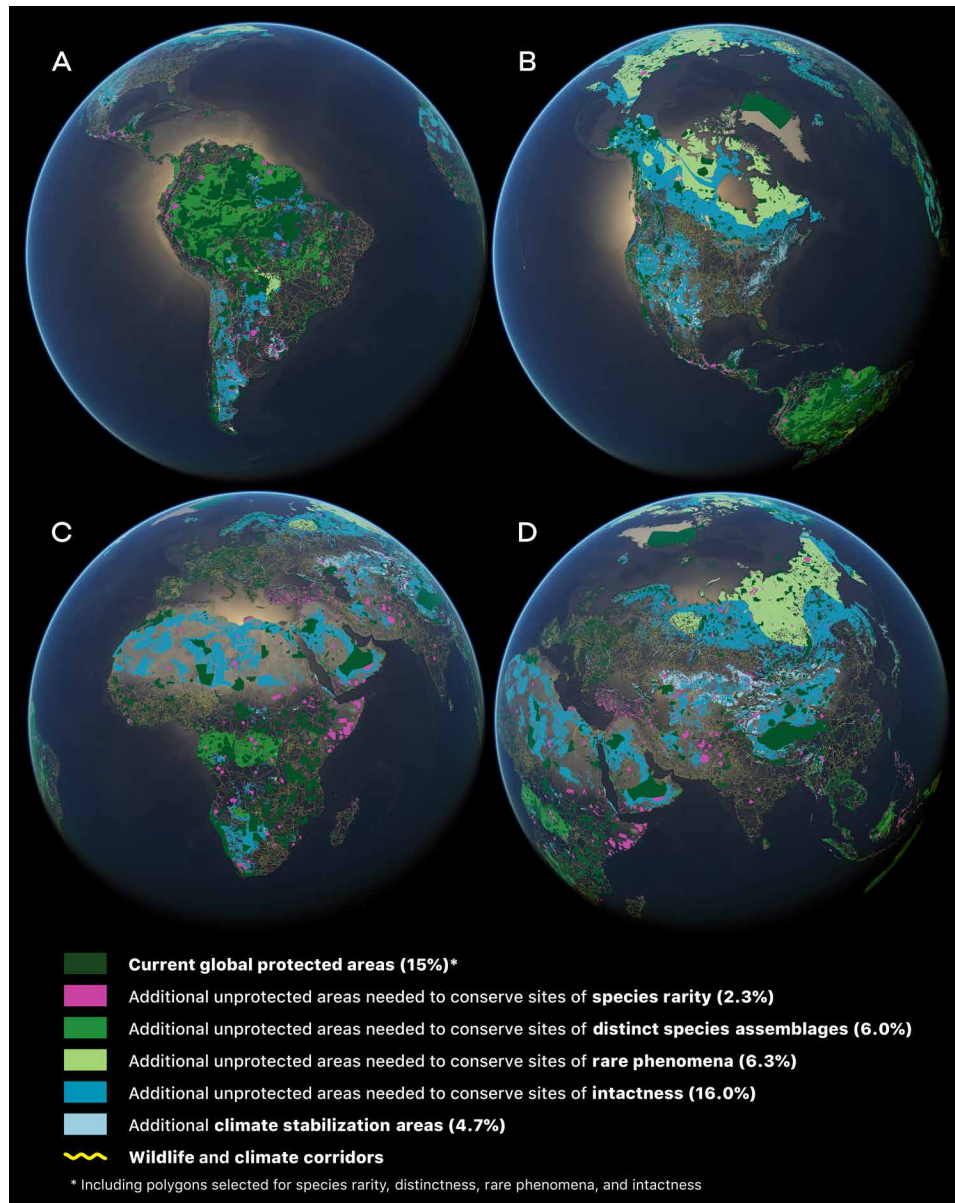 A
B
C
D
Current global protected areas (15%)*
Additional unprotected areas needed to conserve sites of species rarity (2.3%)
Additional unprotected areas needed to conserve sites of distinct species assemblages (6.0%)
Additional unprotected areas needed to conserve sites of rare phenomena (6.3%)
Additional unprotected areas needed to conserve sites of intactness (16.0%)
Additional climate stabilization areas (4.7%)
Wildlife and climate corridors
* Including polygons selected for species rarity, distinctness, rare phenomena, and intactness